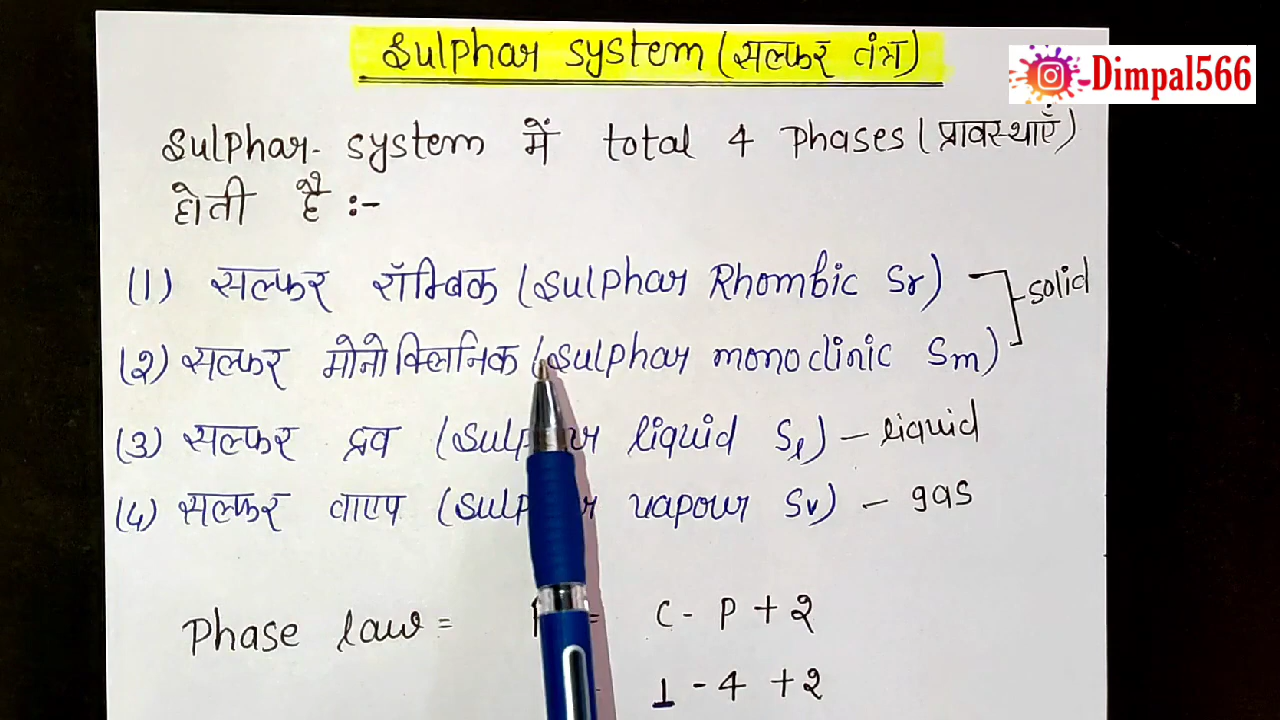 Sulphar system (सल्फर तंत्र)
Dimpal566
Sulphar system में total 4 Phases (प्रावस्थाएँ)
होती है :-
(1) सल्फर रॉम्बिक (Sulphar Rhombic Sr)
solid
(2) सल्फर मोनोक्लिनिक (Sulphar monoclinic Sm)
(3) सल्फर द्रव (Sulphar liquid Sl) - liquid
(4) सल्फर वाष्प (Sulphar vapour Sv) - gas
Phase law = = C - P + 2
1 - 4 + 2